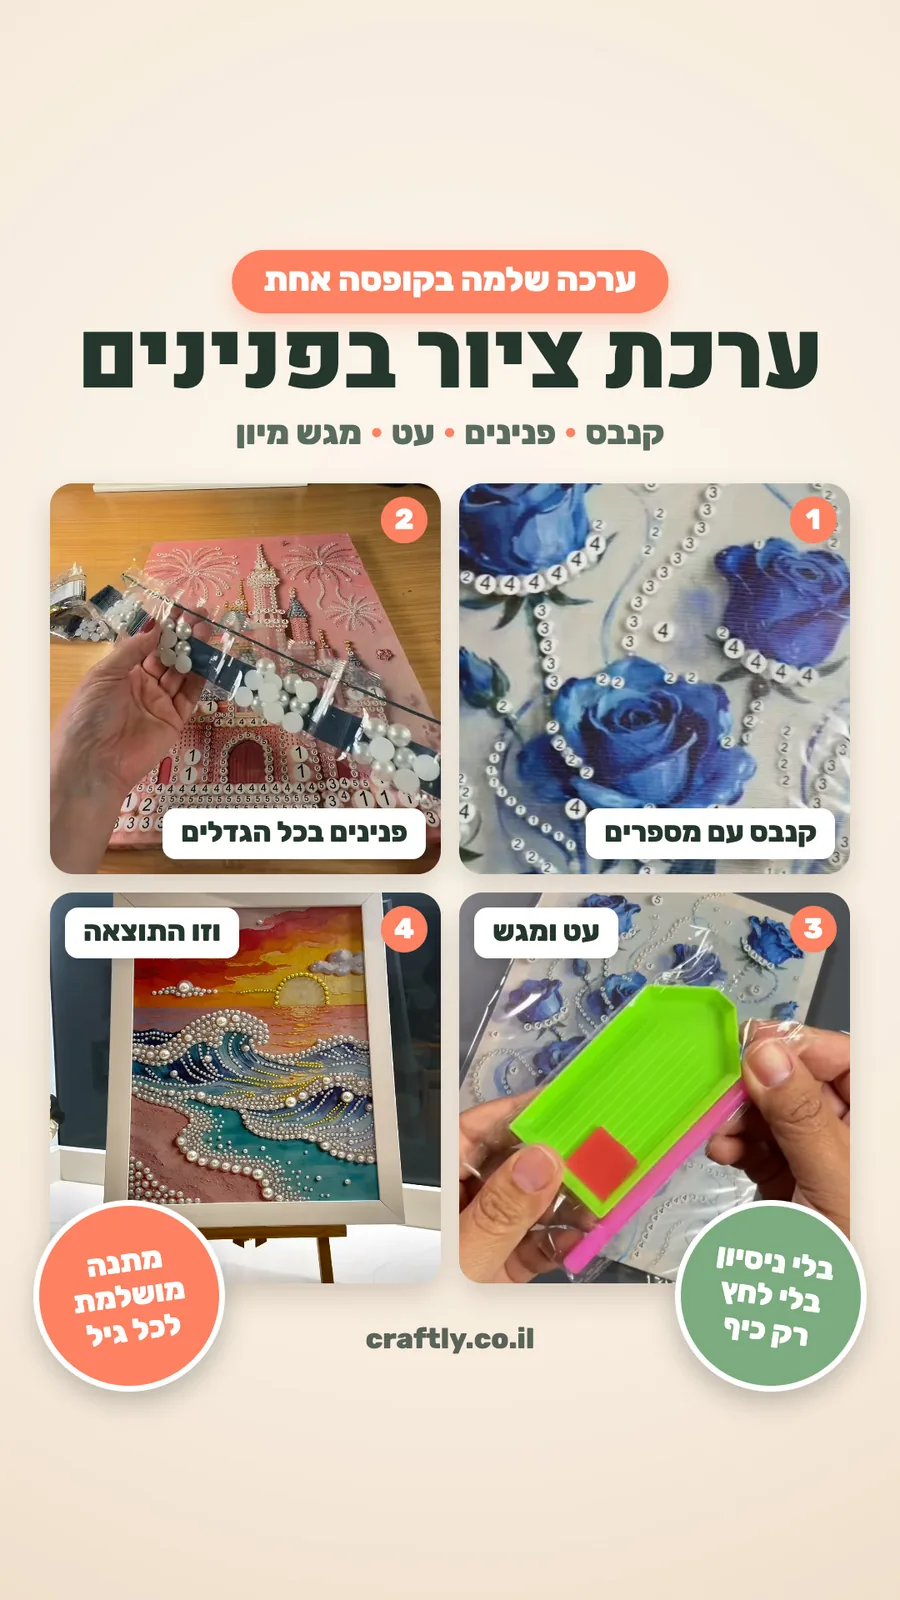 ערכה שלמה בקופסה אחת
ערכת ציור בפנינים
קנבס • פנינים • עט • מגש מיון
1
קנבס עם מספרים
2
פנינים בכל הגדלים
3
עט ומגש
4
וזו התוצאה
בלי ניסיון
בלי לחץ
רק כיף
מתנה
מושלמת
לכל גיל
craftly.co.il